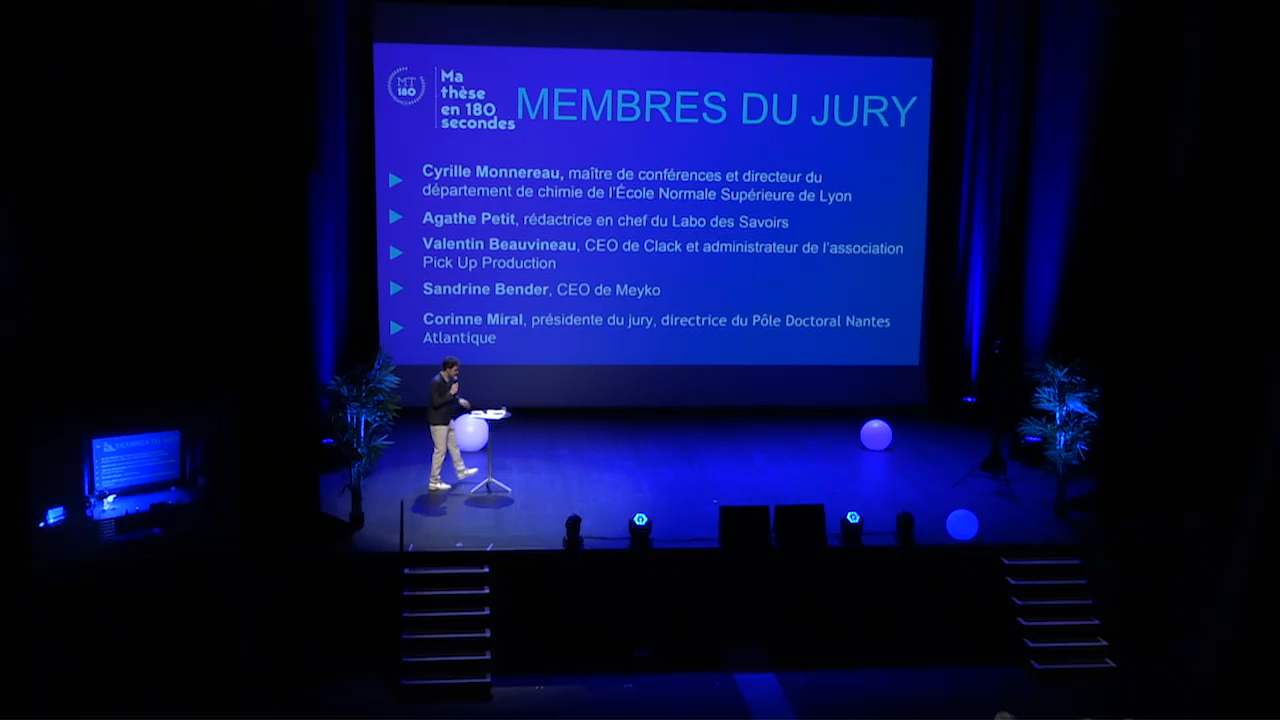 MT
180
Ma
thèse
en 180
secondes
MEMBRES DU JURY
Cyrille Monnereau, maître de conférences et directeur du
département de chimie de l'École Normale Supérieure de Lyon
Agathe Petit, rédactrice en chef du Labo des Savoirs
Valentin Beauvineau, CEO de Clack et administrateur de l'association
Pick Up Production
Sandrine Bender, CEO de Meyko
Corinne Miral, présidente du jury, directrice du Pôle Doctoral Nantes
Atlantique